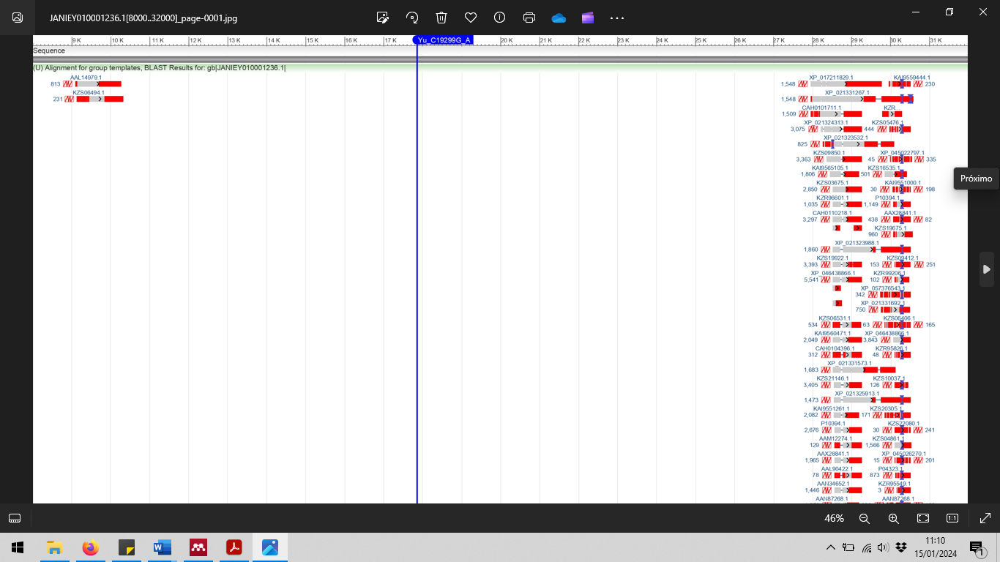 JANIEY010001236.1[8000..32000]_page-0001.jpg
9 K 10 K 11 K 12 K 13 K 14 K 15 K 16 K 17 K Yu_C19299G_A 20 K 21 K 22 K 23 K 24 K 25 K 26 K 27 K 28 K 29 K 30 K 31 K
Sequence
(U) Alignment for group templates, BLAST Results for: gb|JANIEY010001236.1|
AAL14979.1 XP_017211829.1 KAI9559444.1
813 1,548 230
KZS06494.1 XP_021331267.1
231 1,548
CAH0101711.1 KZR...
1,509
XP_021324313.1 KZS05476.1
3,075 444
XP_021323532.1
825
KZS09850.1 XP_045022797.1
3,363 45 335
KAI9565105.1 KZS16535.1
1,806 501
Próximo
KZS03675.1 KAI9551000.1
2,850 30 198
KZR96601.1 P10394.1
1,035 1,149
CAH0110218.1 AAX28841.1
3,297 438 82
KZS19675.1
960
XP_021323988.1
1,860
KZS19922.1 KZS09412.1
3,393 153 251
XP_046438866.1 KZR99206.1
5,541 102
XP_057376543.1
342
XP_021331692.1
750
KZS06531.1 KZS06406.1
534 63 165
KAI9560471.1 XP_046438866.1
2,049 3,843
CAH0104396.1 KZR95826.1
312 48
XP_021331573.1
1,683
KZS21146.1 KZS10037.1
3,405 126
XP_021325913.1
1,473
KAI9551261.1 KZS20305.1
2,082 171
P10394.1 KZS22080.1
2,676 30 241
AAM12274.1 KZS04861.1
129 1,566
AAX28841.1 XP_045026270.1
1,965 15 201
AAL90422.1 P04323.1
78 873
AAN34652.1 KZR95549.1
1,446 3
AAN87268.1 AAN87268.1
46%
1:1
11:10
15/01/2024
1